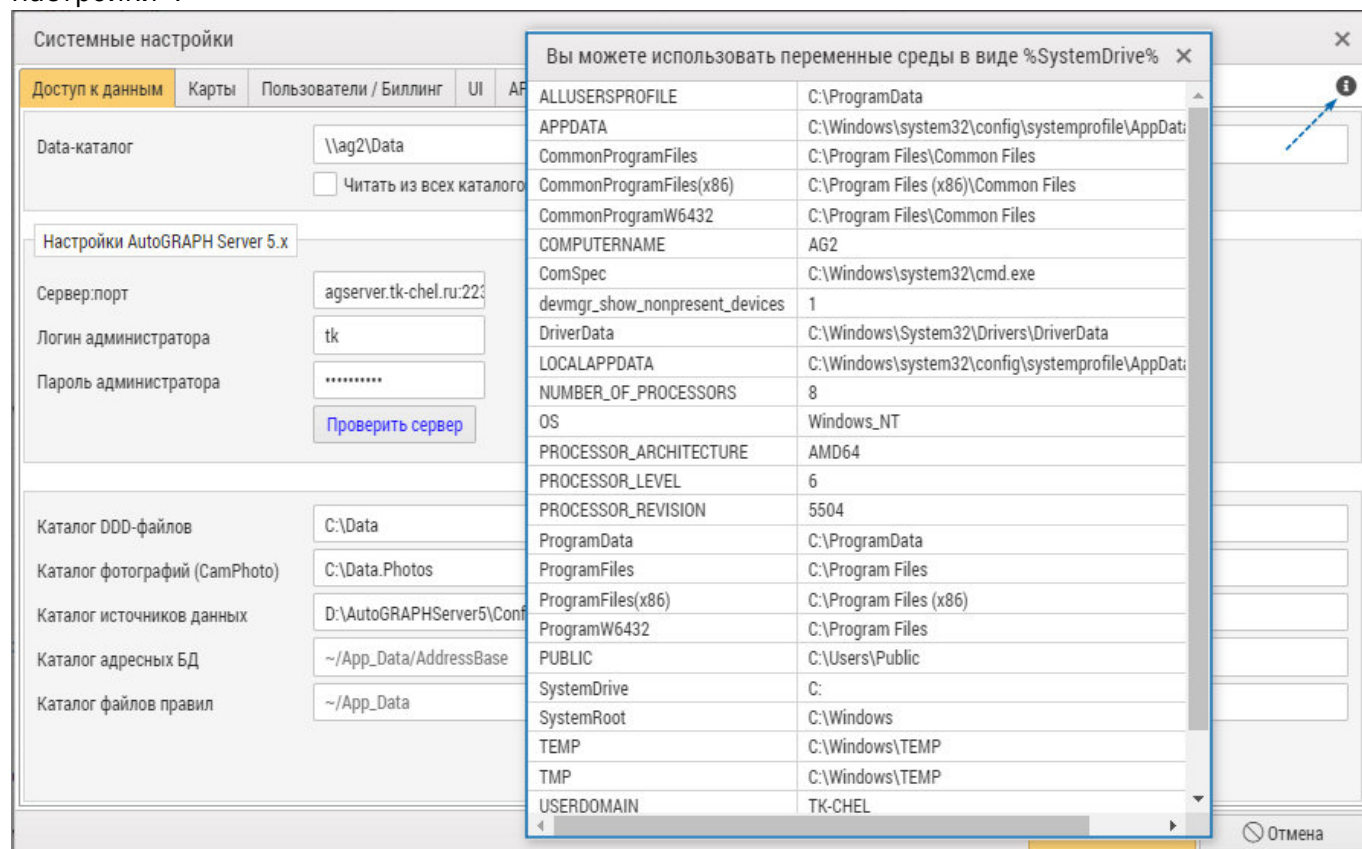 Системные настройки
Доступ к данным Карты Пользователи / Биллинг UI
Data-каталог \\ag2\Data
Читать из всех
Настройки AutoGRAPH Server 5.x
Сервер:порт agserver.tk-chel.ru:223
Логин администратора tk
Пароль администратора ••••••••••
Проверить сервер
Каталог DDD-файлов C:\Data
Каталог фотографий (CamPhoto) C:\Data.Photos
Каталог источников данных D:\AutoGRAPHServer5\Conf
Каталог адресных БД ~/App_Data/AddressBase
Каталог файлов правил ~/App_Data
Вы можете использовать переменные среды в виде %SystemDrive%
ALLUSERSPROFILE C:\ProgramData
APPDATA C:\Windows\system32\config\systemprofile\AppData
CommonProgramFiles C:\Program Files\Common Files
CommonProgramFiles(x86) C:\Program Files (x86)\Common Files
CommonProgramW6432 C:\Program Files\Common Files
COMPUTERNAME AG2
ComSpec C:\Windows\system32\cmd.exe
devmgr_show_nonpresent_devices 1
DriverData C:\Windows\System32\Drivers\DriverData
LOCALAPPDATA C:\Windows\system32\config\systemprofile\AppData
NUMBER_OF_PROCESSORS 8
OS Windows_NT
PROCESSOR_ARCHITECTURE AMD64
PROCESSOR_LEVEL 6
PROCESSOR_REVISION 5504
ProgramData C:\ProgramData
ProgramFiles C:\Program Files
ProgramFiles(x86) C:\Program Files (x86)
ProgramW6432 C:\Program Files
PUBLIC C:\Users\Public
SystemDrive C:
SystemRoot C:\Windows
TEMP C:\Windows\TEMP
TMP C:\Windows\TEMP
USERDOMAIN TK-CHEL
Отмена